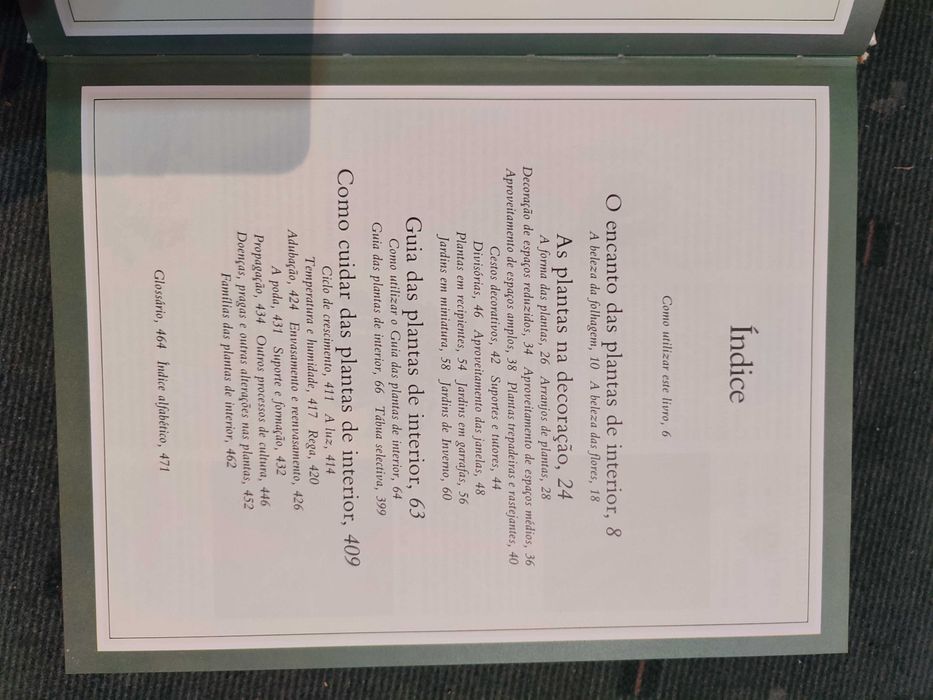 Índice
Como utilizar este livro, 6
O encanto das plantas de interior, 8
A beleza da folhagem, 10 A beleza das flores, 18
As plantas na decoração, 24
A forma das plantas, 26 Arranjos de plantas, 28
Decoração de espaços reduzidos, 34 Aproveitamento de espaços médios, 36
Aproveitamento de espaços amplos, 38 Plantas trepadeiras e rastejantes, 40
Cestos decorativos, 42 Suportes e tutores, 44
Divisórias, 46 Aproveitamento das janelas, 48
Plantas em recipientes, 54 Jardins em garrafas, 56
Jardins em miniatura, 58 Jardins de Inverno, 60
Guia das plantas de interior, 63
Como utilizar o Guia das plantas de interior, 64
Guia das plantas de interior, 66 Tábua selectiva, 399
Como cuidar das plantas de interior, 409
Ciclo de crescimento, 411 A luz, 414
Temperatura e humidade, 417 Rega, 420
Adubação, 424 Envasamento e reenvasamento, 426
A poda, 431 Suporte e formação, 432
Propagação, 434 Outros processos de cultura, 446
Doenças, pragas e outras alterações nas plantas, 452
Famílias das plantas de interior, 462
Glossário, 464 Índice alfabético, 471